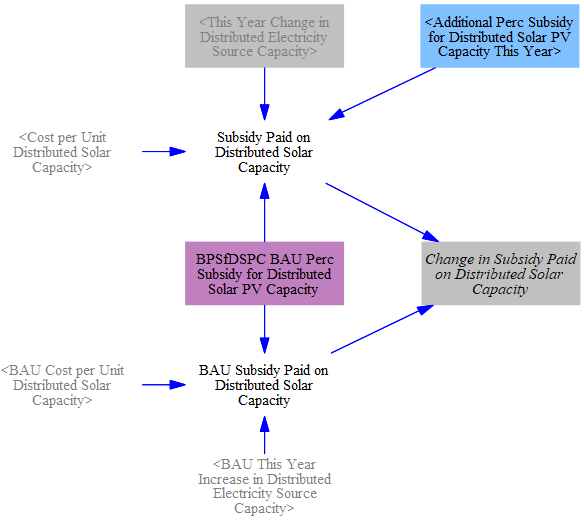 <This Year Change in
Distributed Electricity
Source Capacity>
<Additional Perc Subsidy
for Distributed Solar PV
Capacity This Year>
<Cost per Unit
Distributed Solar
Capacity>
Subsidy Paid on
Distributed Solar
Capacity
BPSfDSPC BAU Perc
Subsidy for Distributed
Solar PV Capacity
Change in Subsidy Paid
on Distributed Solar
Capacity
<BAU Cost per Unit
Distributed Solar
Capacity>
BAU Subsidy Paid on
Distributed Solar
Capacity
<BAU This Year
Increase in Distributed
Electricity Source
Capacity>